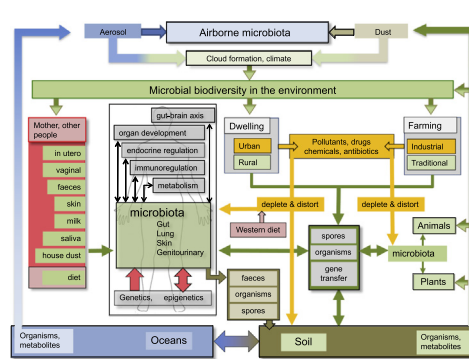 Aerosol
Airborne microbiota
Dust
Cloud formation, climate
Microbial biodiversity in the environment
Mother, other
people
in utero
vaginal
faeces
skin
milk
saliva
house dust
diet
gut-brain axis
organ development
endocrine regulation
immunoregulation
metabolism
microbiota
Gut
Lung
Skin
Genitourinary
Genetics, epigenetics
Dwelling
Urban
Rural
Pollutants, drugs
chemicals, antibiotics
Farming
Industrial
Traditional
deplete & distort
deplete & distort
Western diet
spores
organisms
gene
transfer
Animals
microbiota
Plants
faeces
organisms
spores
Organisms,
metabolites
Oceans
Soil
Organisms,
metabolites